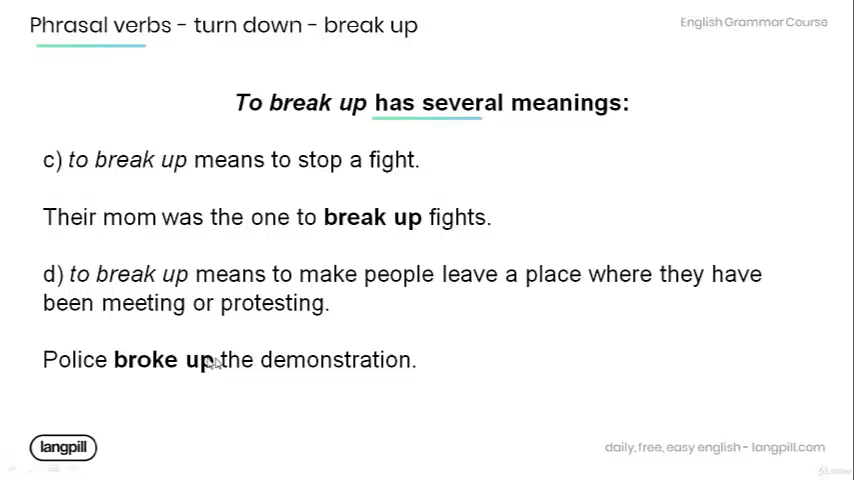 Phrasal verbs - turn down - break up
English Grammar Course
To break up has several meanings:
c) to break up means to stop a fight.
Their mom was the one to break up fights.
d) to break up means to make people leave a place where they have
been meeting or protesting.
Police broke up the demonstration.
langpill
daily, free, easy english - langpill.com